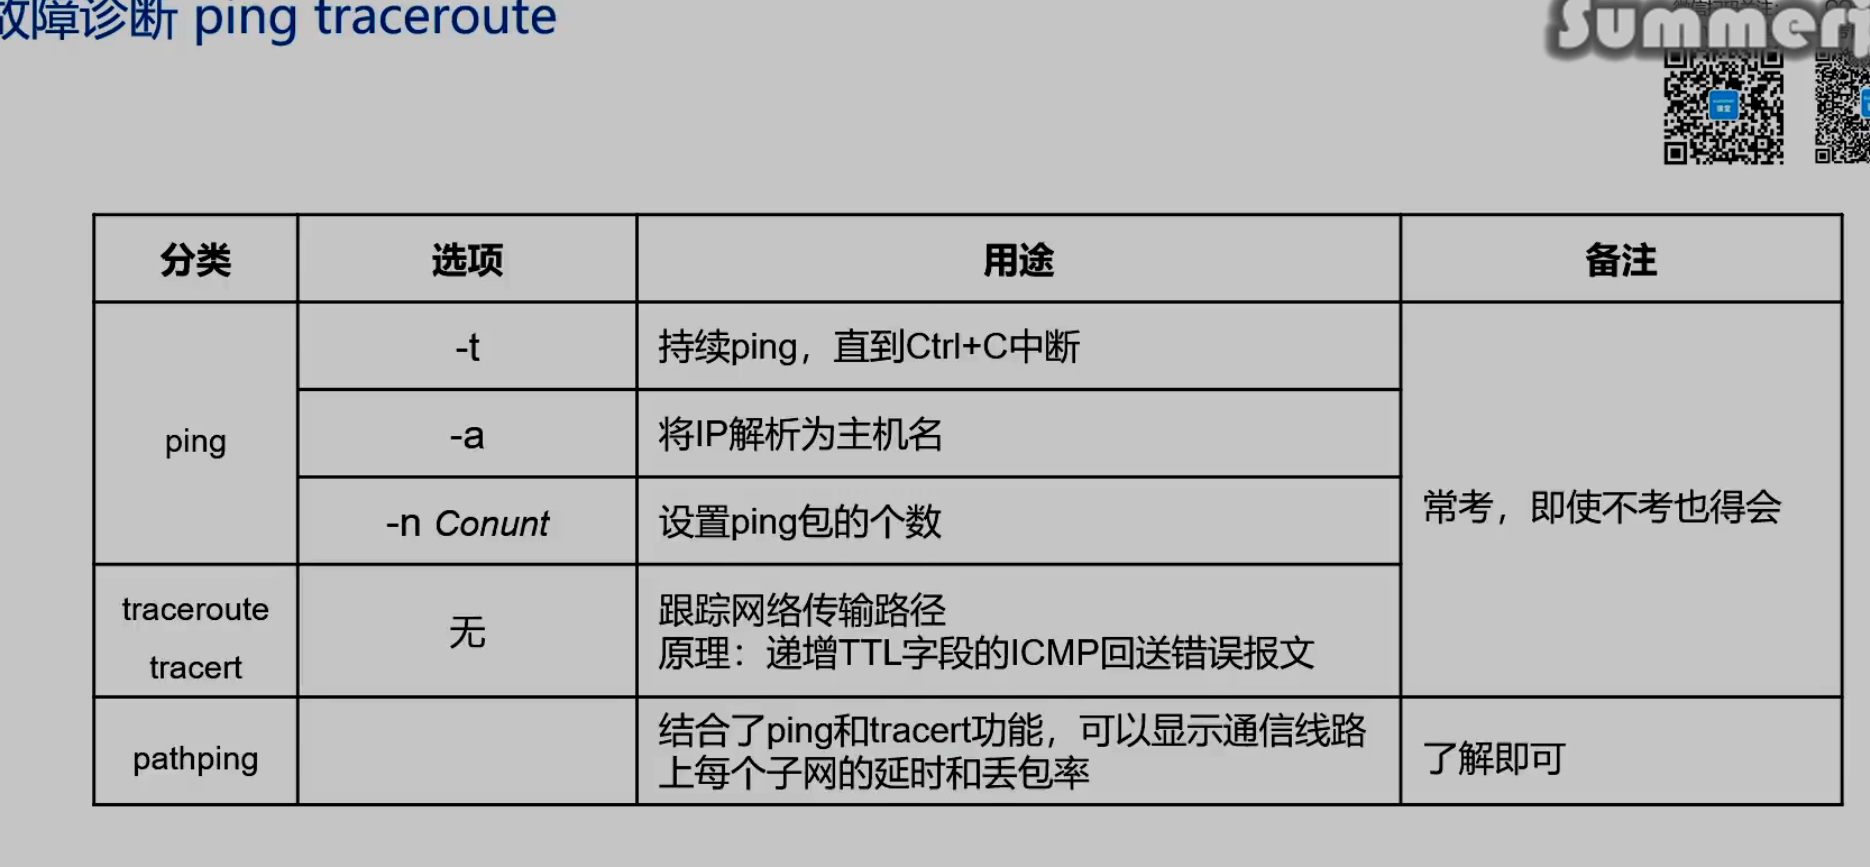 故障诊断 ping traceroute
Summer
分类 选项 用途 备注
ping
-t 持续ping，直到Ctrl+C中断
-a 将IP解析为主机名
-n Conunt 设置ping包的个数
常考，即使不考也得会
traceroute
tracert
无
跟踪网络传输路径
原理：递增TTL字段的ICMP回送错误报文
pathping
结合了ping和tracert功能，可以显示通信线路
上每个子网的延时和丢包率
了解即可